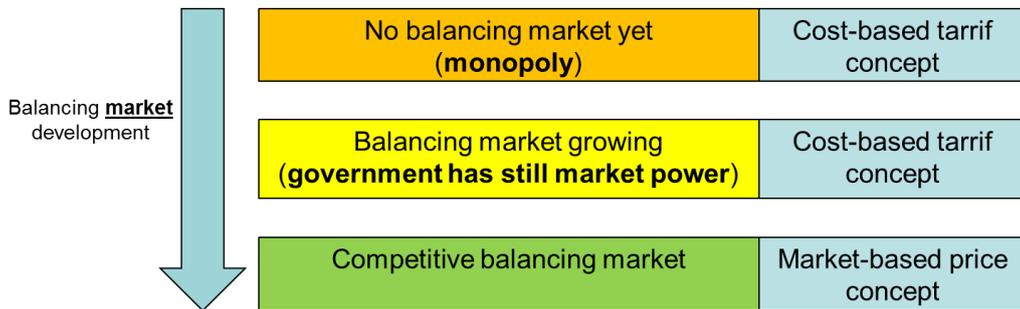 Balancing market
development
No balancing market yet
(monopoly)
Cost-based tarrif
concept
Balancing market growing
(government has still market power)
Cost-based tarrif
concept
Competitive balancing market
Market-based price
concept